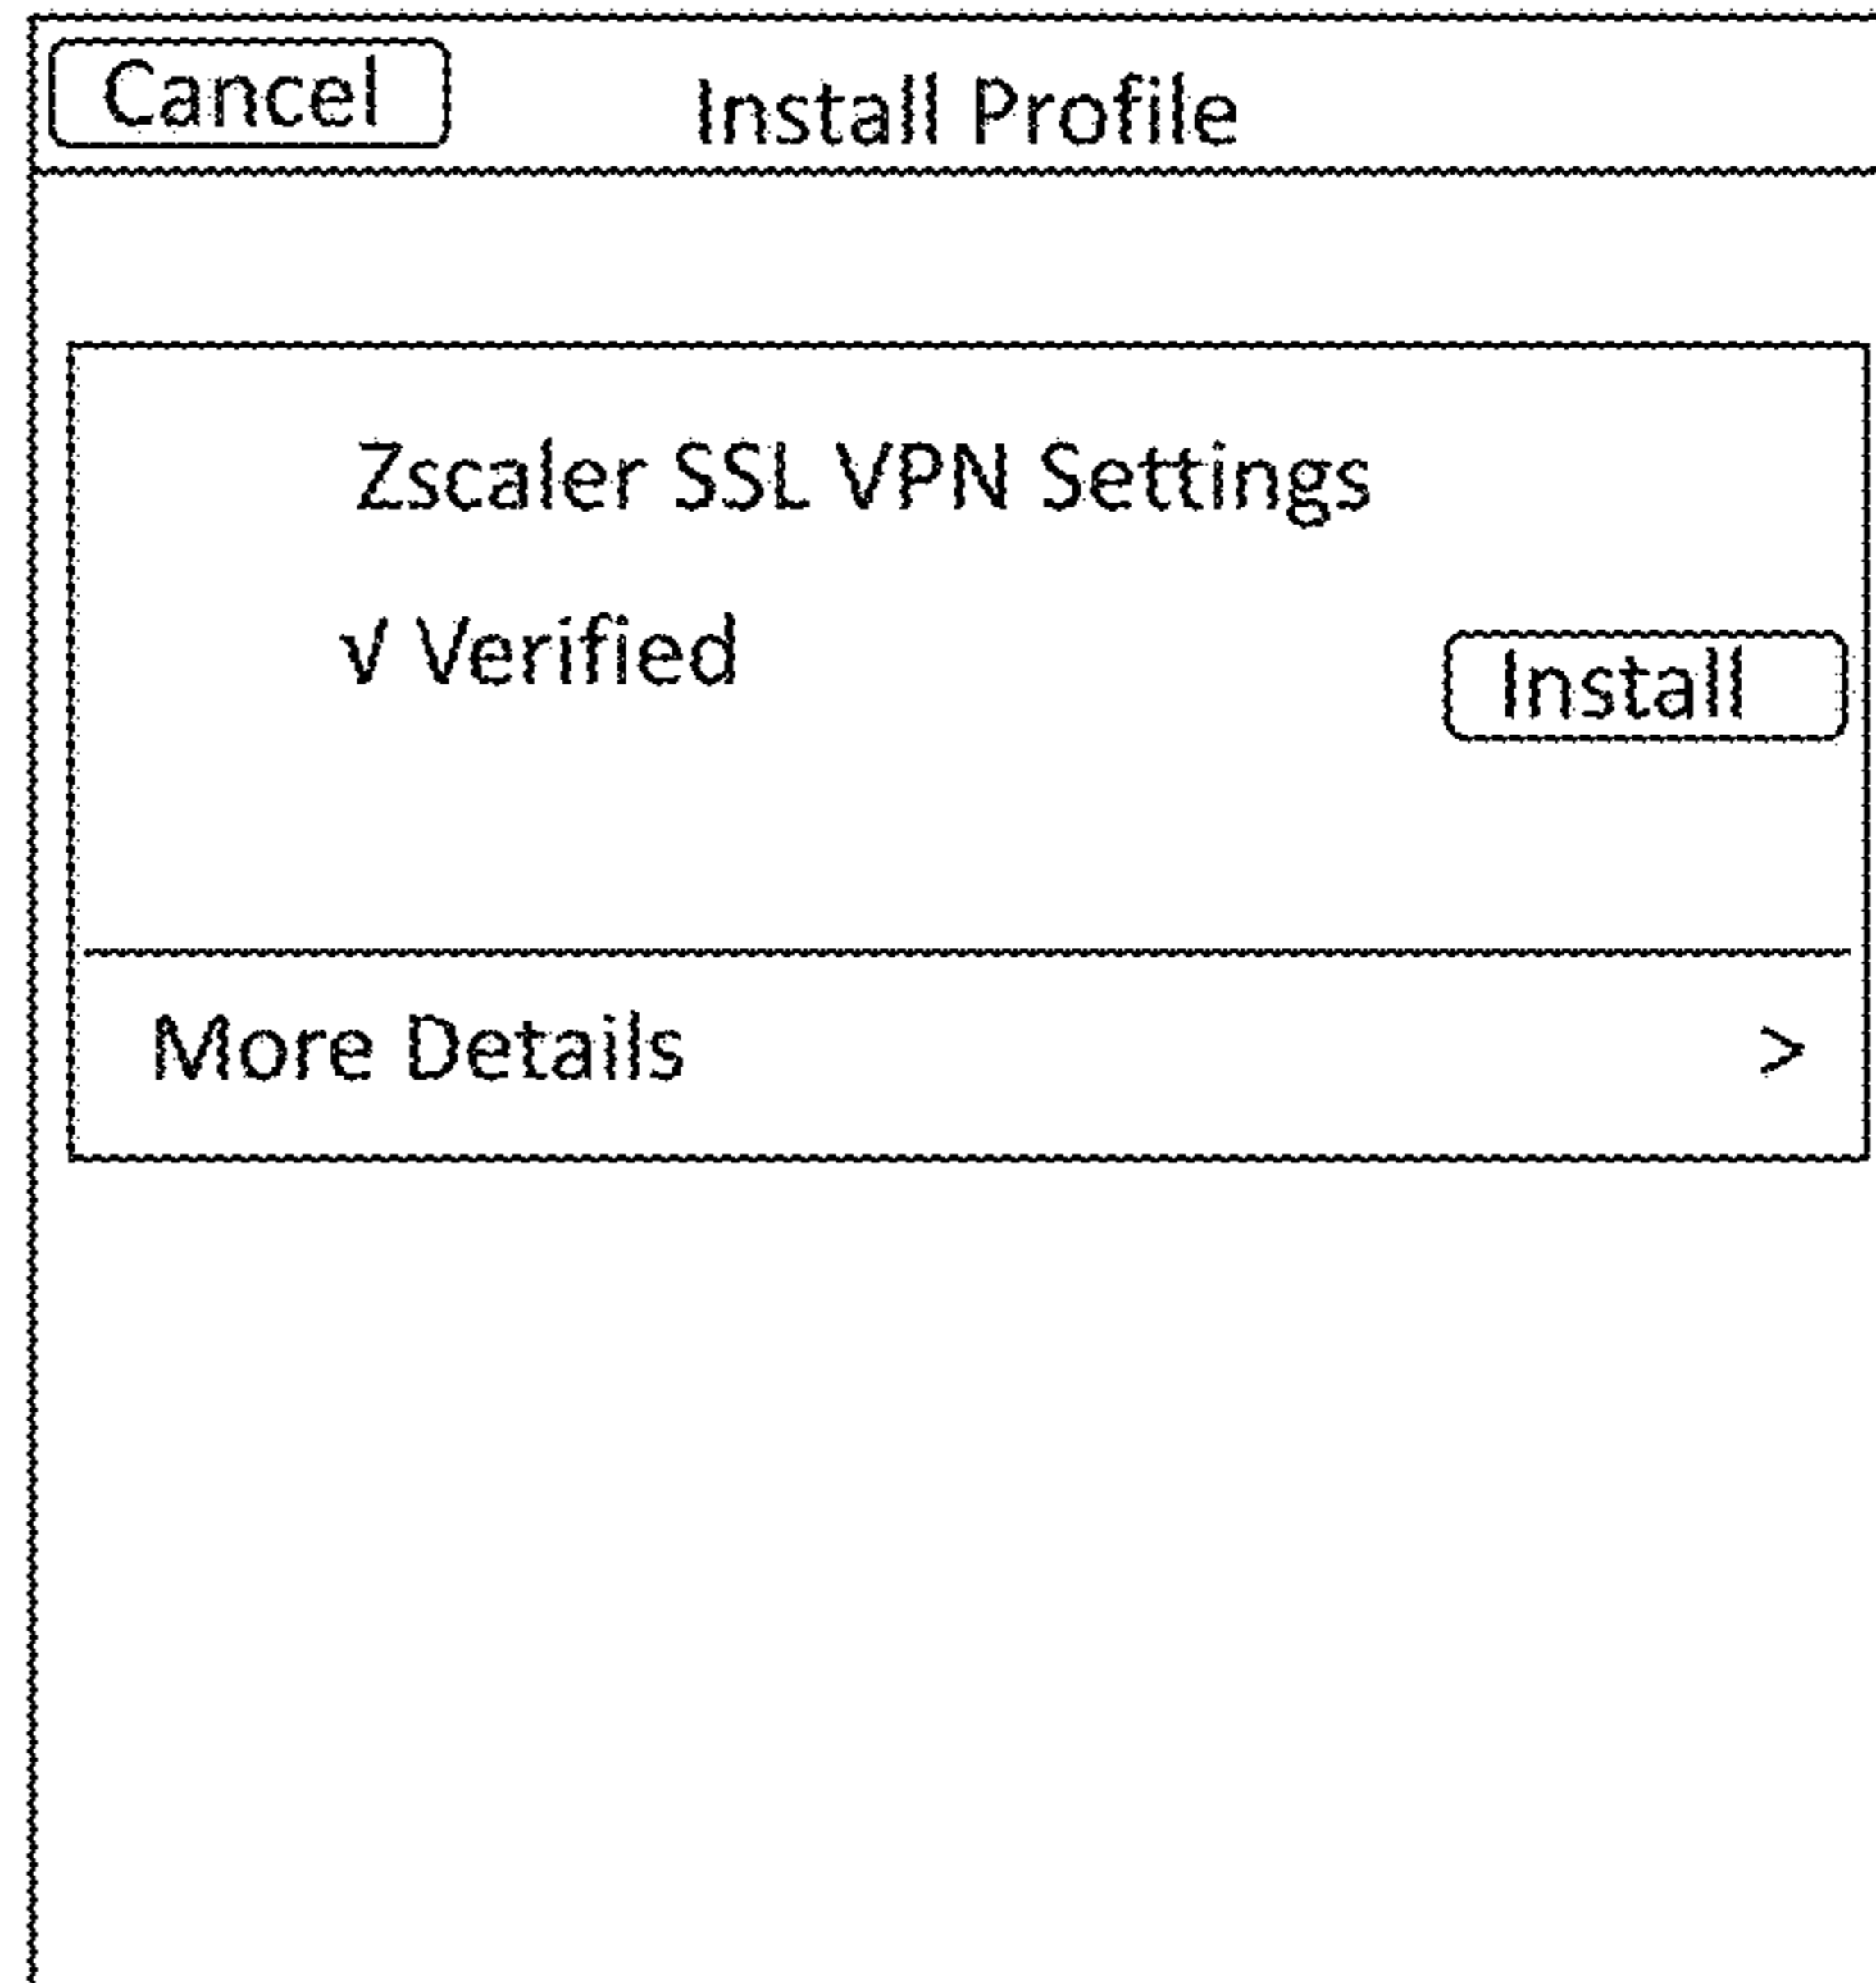 Cancel
Install Profile
Zscaler SSL VPN Settings
√ Verified
Install
More Details >